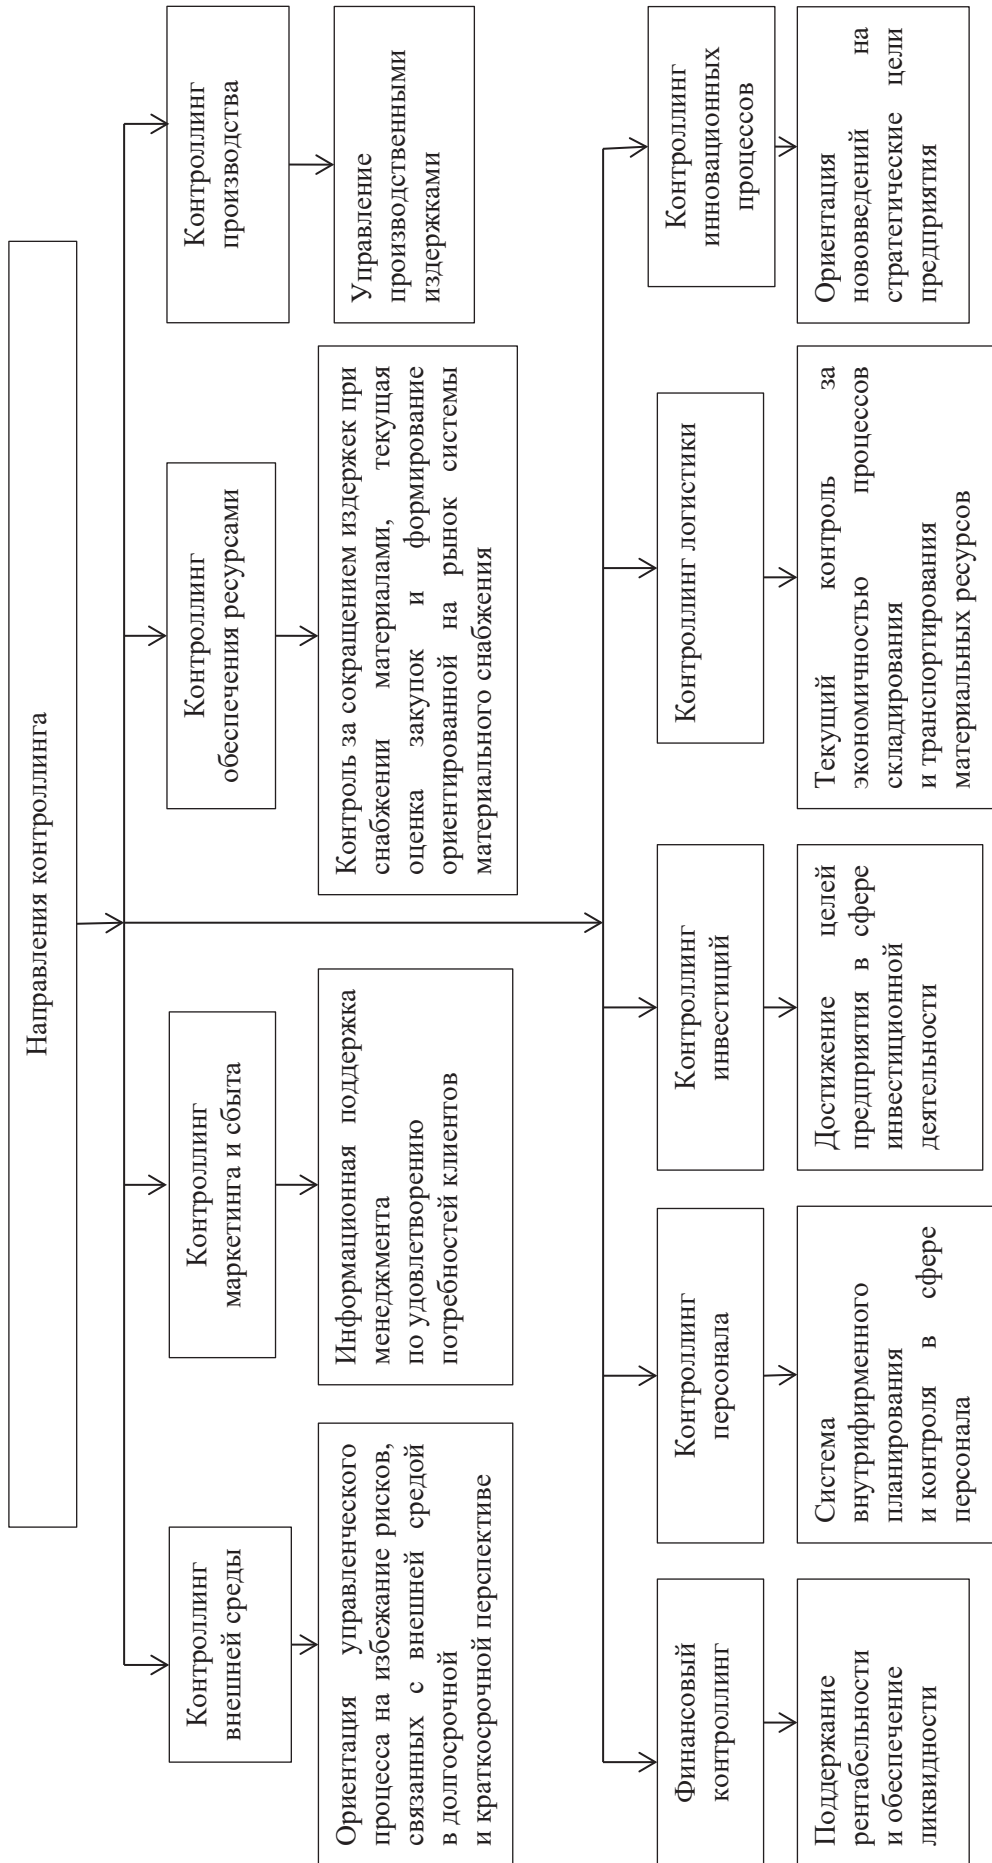 Направления контроллинга
Контроллинг
внешней среды
Ориентация управленческого
процесса на избежание рисков,
связанных с внешней средой
в долгосрочной
и краткосрочной перспективе
Контроллинг
маркетинга и сбыта
Информационная поддержка
менеджмента
по удовлетворению
потребностей клиентов
Контроллинг
обеспечения ресурсами
Контроль за сокращением издержек при
снабжении материалами, текущая
оценка закупок и формирование
ориентированной на рынок системы
материального снабжения
Контроллинг
производства
Управление
производственными
издержками
Финансовый
контроллинг
Поддержание
рентабельности
и обеспечение
ликвидности
Контроллинг
персонала
Система
внутрифирменного
планирования
и контроля в сфере
персонала
Контроллинг
инвестиций
Достижение целей
предприятия в сфере
инвестиционной
деятельности
Контроллинг логистики
Текущий контроль за
экономичностью процессов
складирования
и транспортирования
материальных ресурсов
Контроллинг
инновационных
процессов
Ориентация на
нововведений
стратегические цели
предприятия